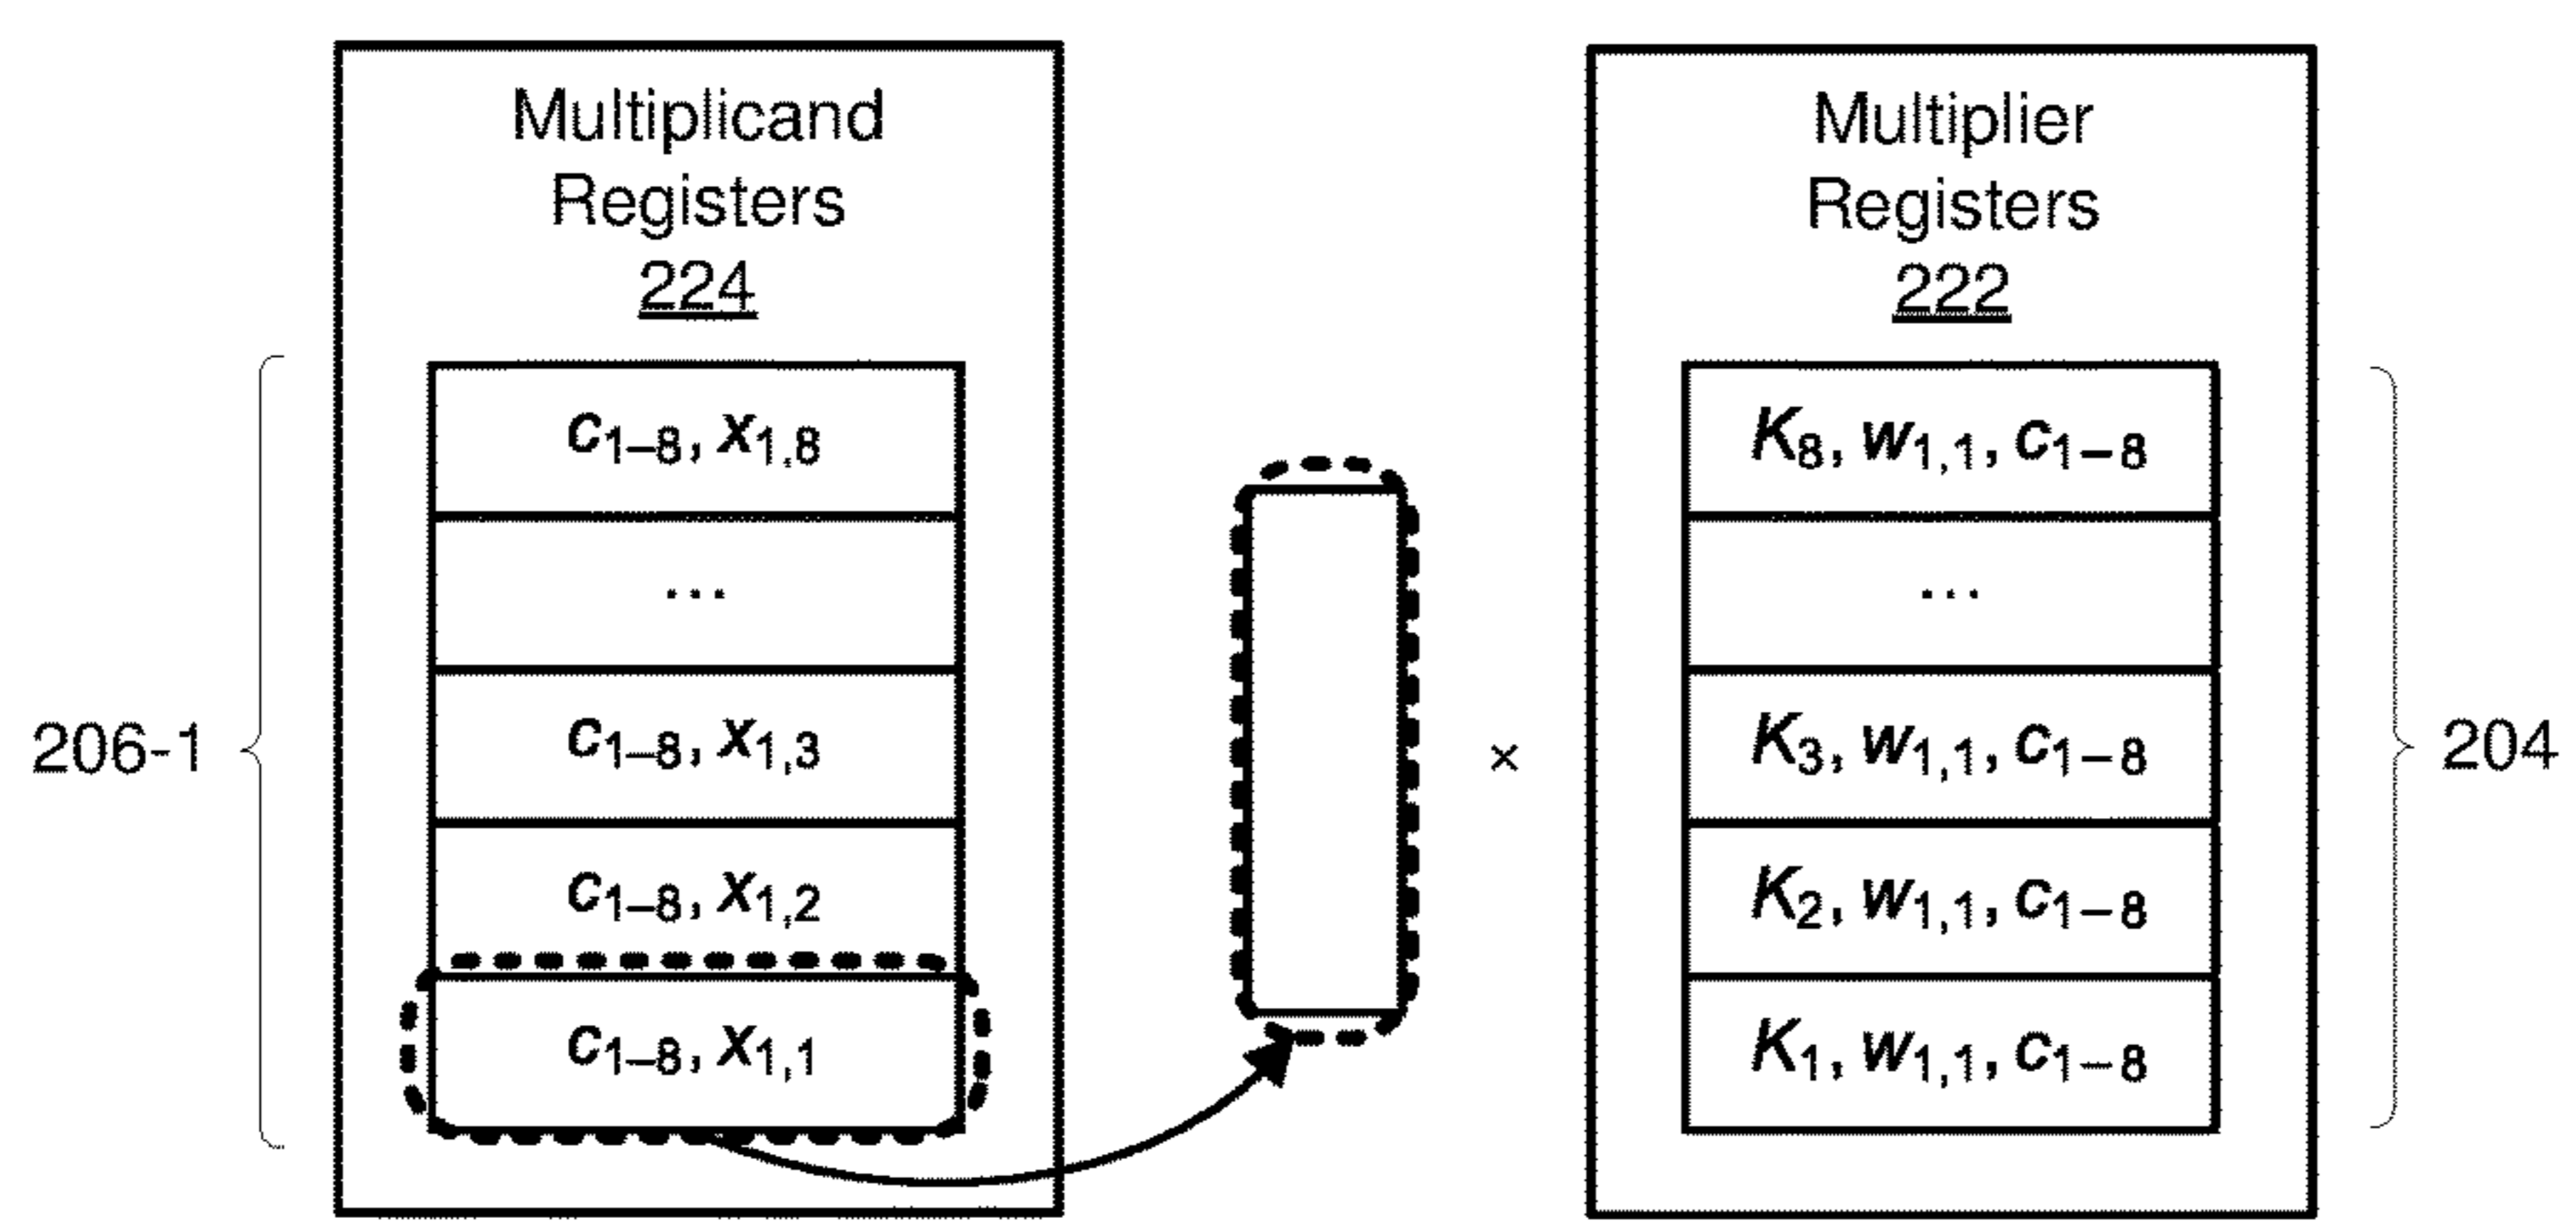 Multiplicand
Registers
224
c1–8, x1,8
...
c1–8, x1,3
c1–8, x1,2
c1–8, x1,1
206-1
×
Multiplier
Registers
222
K8, w1,1, c1–8
...
K3, w1,1, c1–8
K2, w1,1, c1–8
K1, w1,1, c1–8
204